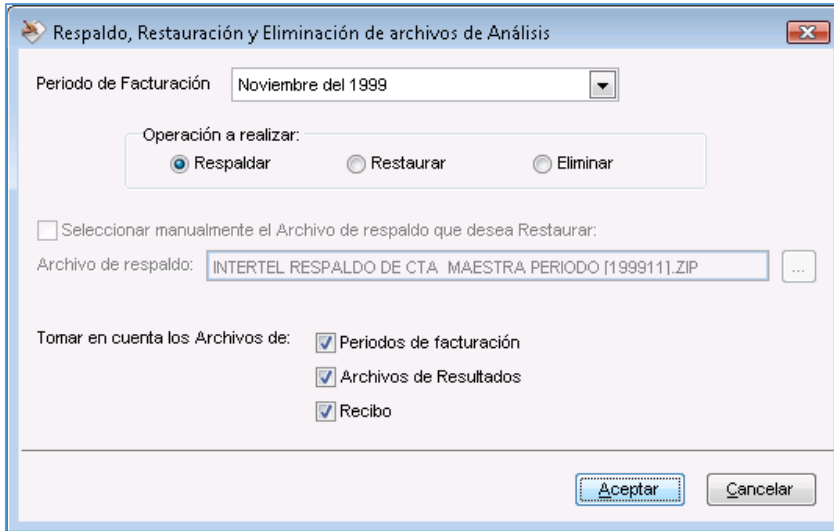 Respaldo, Restauración y Eliminación de archivos de Análisis
Periodo de Facturación Noviembre del 1999
Operación a realizar:
Respaldar Restaurar Eliminar
Seleccionar manualmente el Archivo de respaldo que desea Restaurar:
Archivo de respaldo: INTERTEL RESPALDO DE CTA MAESTRA PERIODO [199911].ZIP ...
Tomar en cuenta los Archivos de: Periodos de facturación
Archivos de Resultados
Recibo
Aceptar Cancelar